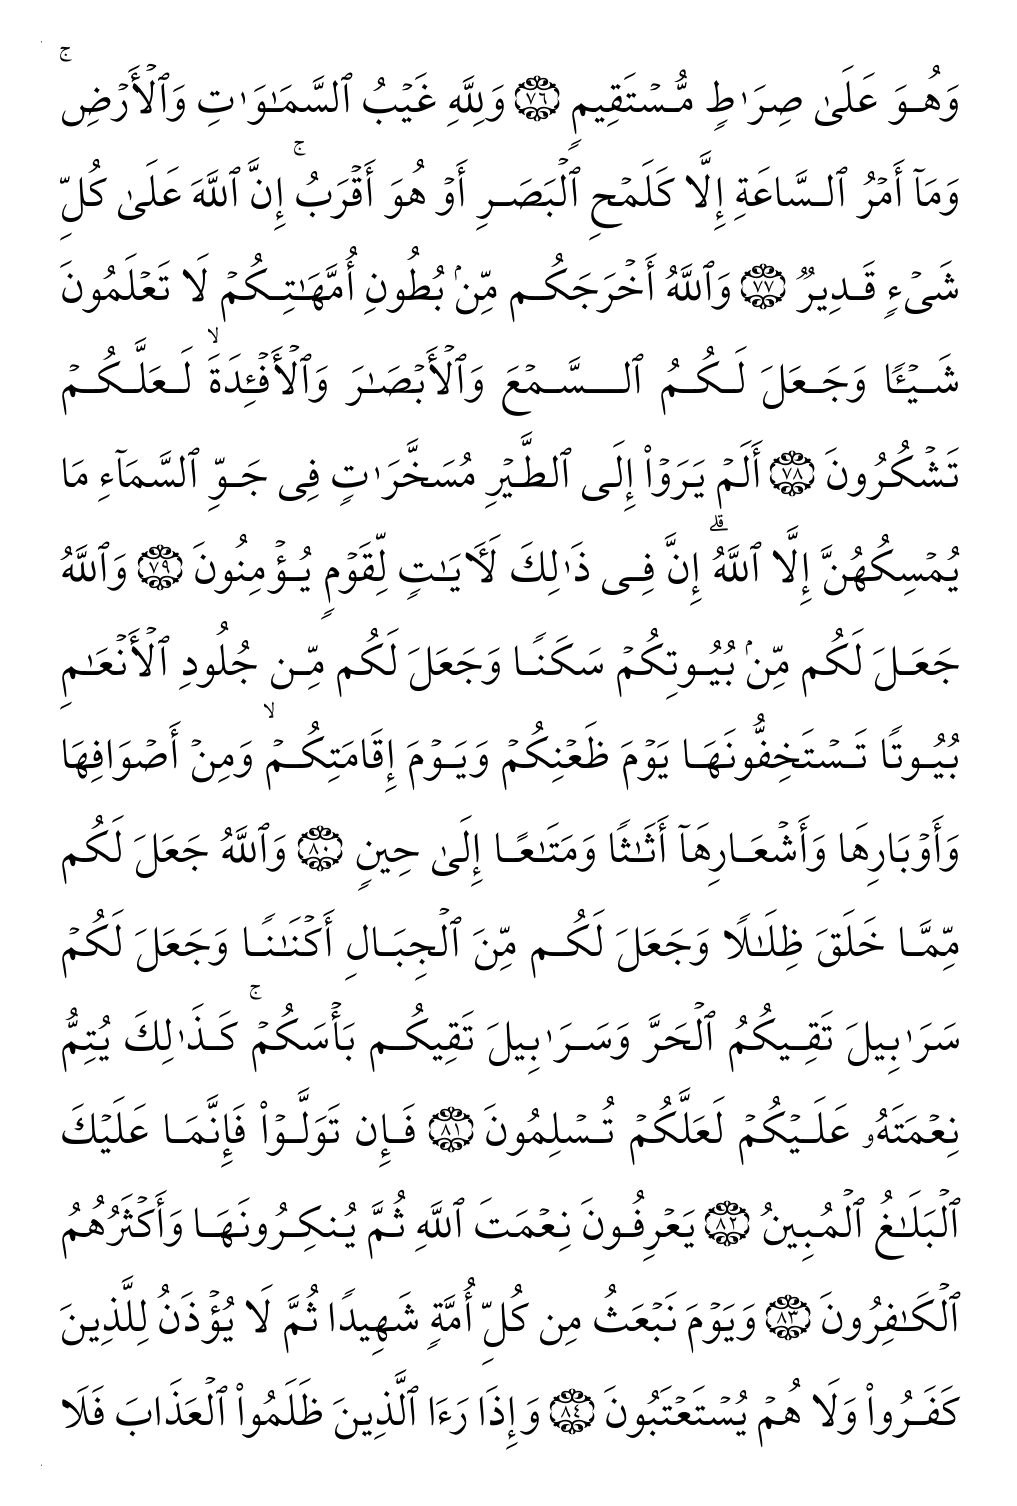 وَهُوَ عَلَىٰ صِرَٰطٍ مُّسۡتَقِيمٍ ٧٦ وَلِلَّهِ غَيۡبُ ٱلسَّمَٰوَٰتِ وَٱلۡأَرۡضِۚ
وَمَآ أَمۡرُ ٱلسَّاعَةِ إِلَّا كَلَمۡحِ ٱلۡبَصَرِ أَوۡ هُوَ أَقۡرَبُۚ إِنَّ ٱللَّهَ عَلَىٰ كُلِّ
شَيۡءٖ قَدِيرٞ ٧٧ وَٱللَّهُ أَخۡرَجَكُم مِّنۢ بُطُونِ أُمَّهَٰتِكُمۡ لَا تَعۡلَمُونَ
شَيۡـٔٗا وَجَعَلَ لَكُمُ ٱلسَّمۡعَ وَٱلۡأَبۡصَٰرَ وَٱلۡأَفۡـِٔدَةَۙ لَعَلَّكُمۡ
تَشۡكُرُونَ ٧٨ أَلَمۡ يَرَوۡاْ إِلَى ٱلطَّيۡرِ مُسَخَّرَٰتٖ فِي جَوِّ ٱلسَّمَآءِ مَا
يُمۡسِكُهُنَّ إِلَّا ٱللَّهُۚ إِنَّ فِي ذَٰلِكَ لَأٓيَٰتٖ لِّقَوۡمٖ يُؤۡمِنُونَ ٧٩ وَٱللَّهُ
جَعَلَ لَكُم مِّنۢ بُيُوتِكُمۡ سَكَنٗا وَجَعَلَ لَكُم مِّن جُلُودِ ٱلۡأَنۡعَٰمِ
بُيُوتٗا تَسۡتَخِفُّونَهَا يَوۡمَ ظَعۡنِكُمۡ وَيَوۡمَ إِقَامَتِكُمۡۙ وَمِنۡ أَصۡوَافِهَا
وَأَوۡبَارِهَا وَأَشۡعَارِهَآ أَثَٰثٗا وَمَتَٰعًا إِلَىٰ حِينٖ ٨٠ وَٱللَّهُ جَعَلَ لَكُم
مِّمَّا خَلَقَ ظِلَٰلٗا وَجَعَلَ لَكُم مِّنَ ٱلۡجِبَالِ أَكۡنَٰنٗا وَجَعَلَ لَكُمۡ
سَرَٰبِيلَ تَقِيكُمُ ٱلۡحَرَّ وَسَرَٰبِيلَ تَقِيكُم بَأۡسَكُمۡۚ كَذَٰلِكَ يُتِمُّ
نِعۡمَتَهُۥ عَلَيۡكُمۡ لَعَلَّكُمۡ تُسۡلِمُونَ ٨١ فَإِن تَوَلَّوۡاْ فَإِنَّمَا عَلَيۡكَ
ٱلۡبَلَٰغُ ٱلۡمُبِينُ ٨٢ يَعۡرِفُونَ نِعۡمَتَ ٱللَّهِ ثُمَّ يُنكِرُونَهَا وَأَكۡثَرُهُمُ
ٱلۡكَٰفِرُونَ ٨٣ وَيَوۡمَ نَبۡعَثُ مِن كُلِّ أُمَّةٖ شَهِيدٗا ثُمَّ لَا يُؤۡذَنُ لِلَّذِينَ
كَفَرُواْ وَلَا هُمۡ يُسۡتَعۡتَبُونَ ٨٤ وَإِذَا رَءَا ٱلَّذِينَ ظَلَمُواْ ٱلۡعَذَابَ فَلَا